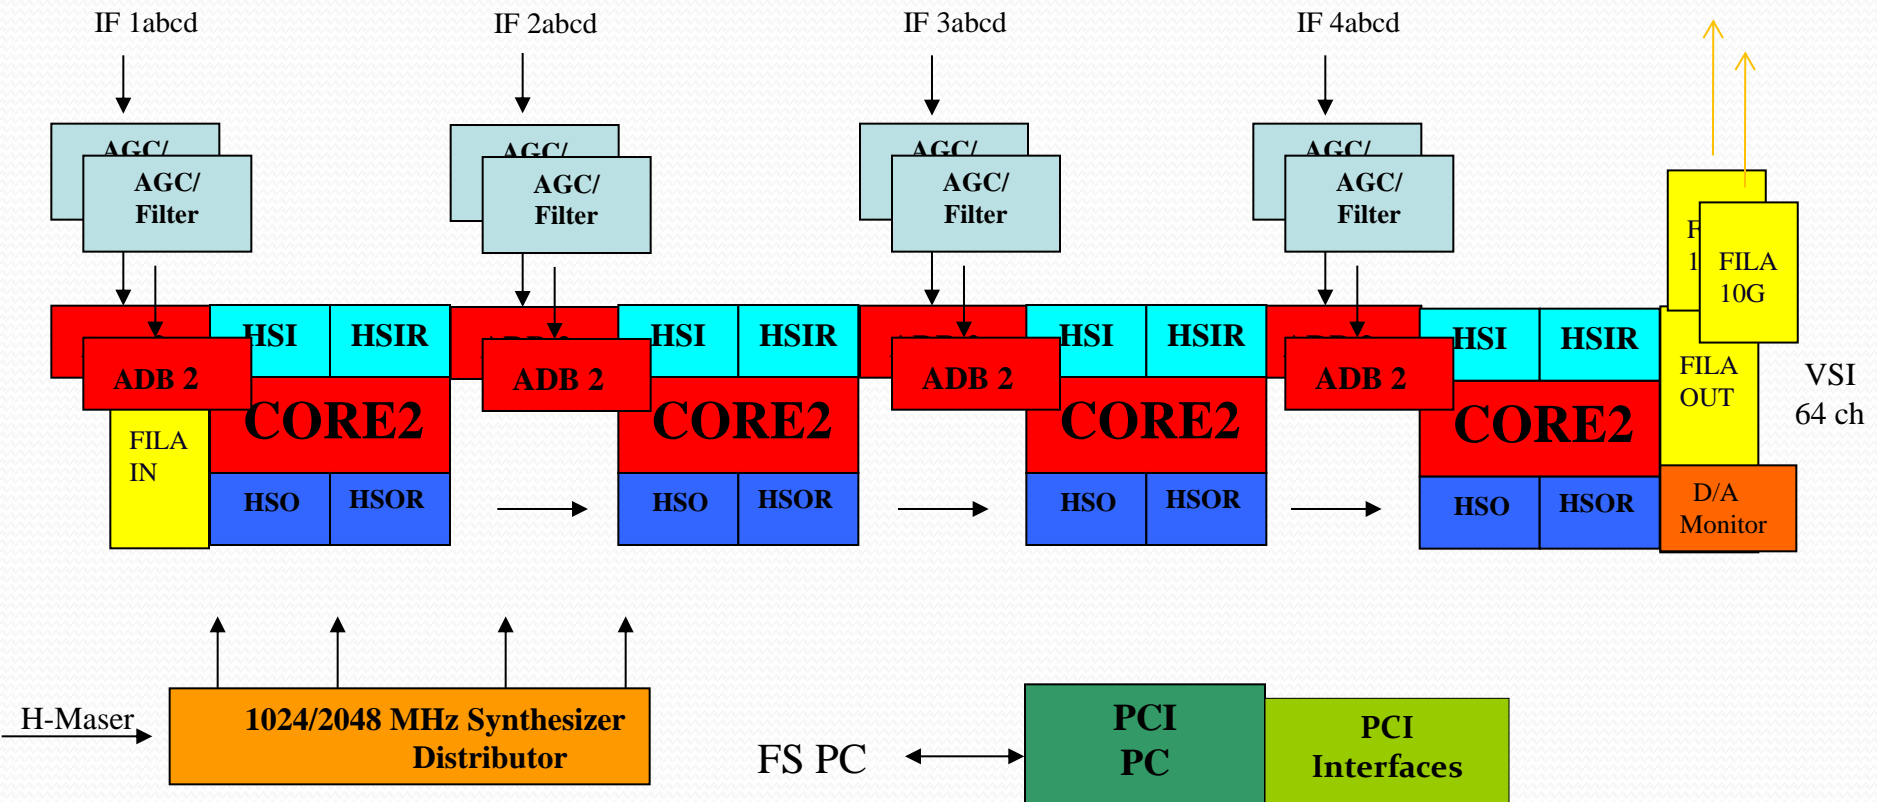 IF 1abcd
IF 2abcd
IF 3abcd
IF 4abcd
AGC/
AGC/
Filter
AGC/
AGC/
Filter
AGC/
AGC/
Filter
AGC/
AGC/
Filter
F
1
FILA
10G
HSI
HSIR
HSI
HSIR
HSI
HSIR
HSI
HSIR
ADB 2
ADB 2
ADB 2
ADB 2
FILA
OUT
VSI
64 ch
CORE2
CORE2
CORE2
CORE2
FILA
IN
HSO
HSOR
HSO
HSOR
HSO
HSOR
HSO
HSOR
D/A
Monitor
H-Maser
1024/2048 MHz Synthesizer
Distributor
FS PC
PCI
PC
PCI
Interfaces